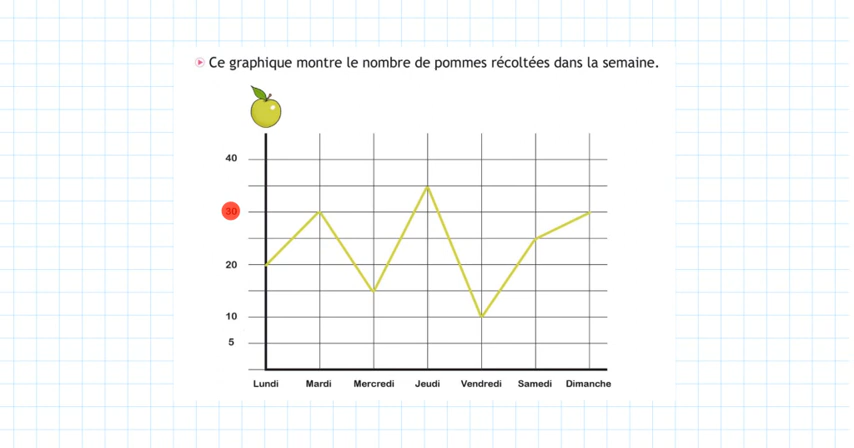 Ce graphique montre le nombre de pommes récoltées dans la semaine.
40
30
20
10
5
Lundi Mardi Mercredi Jeudi Vendredi Samedi Dimanche